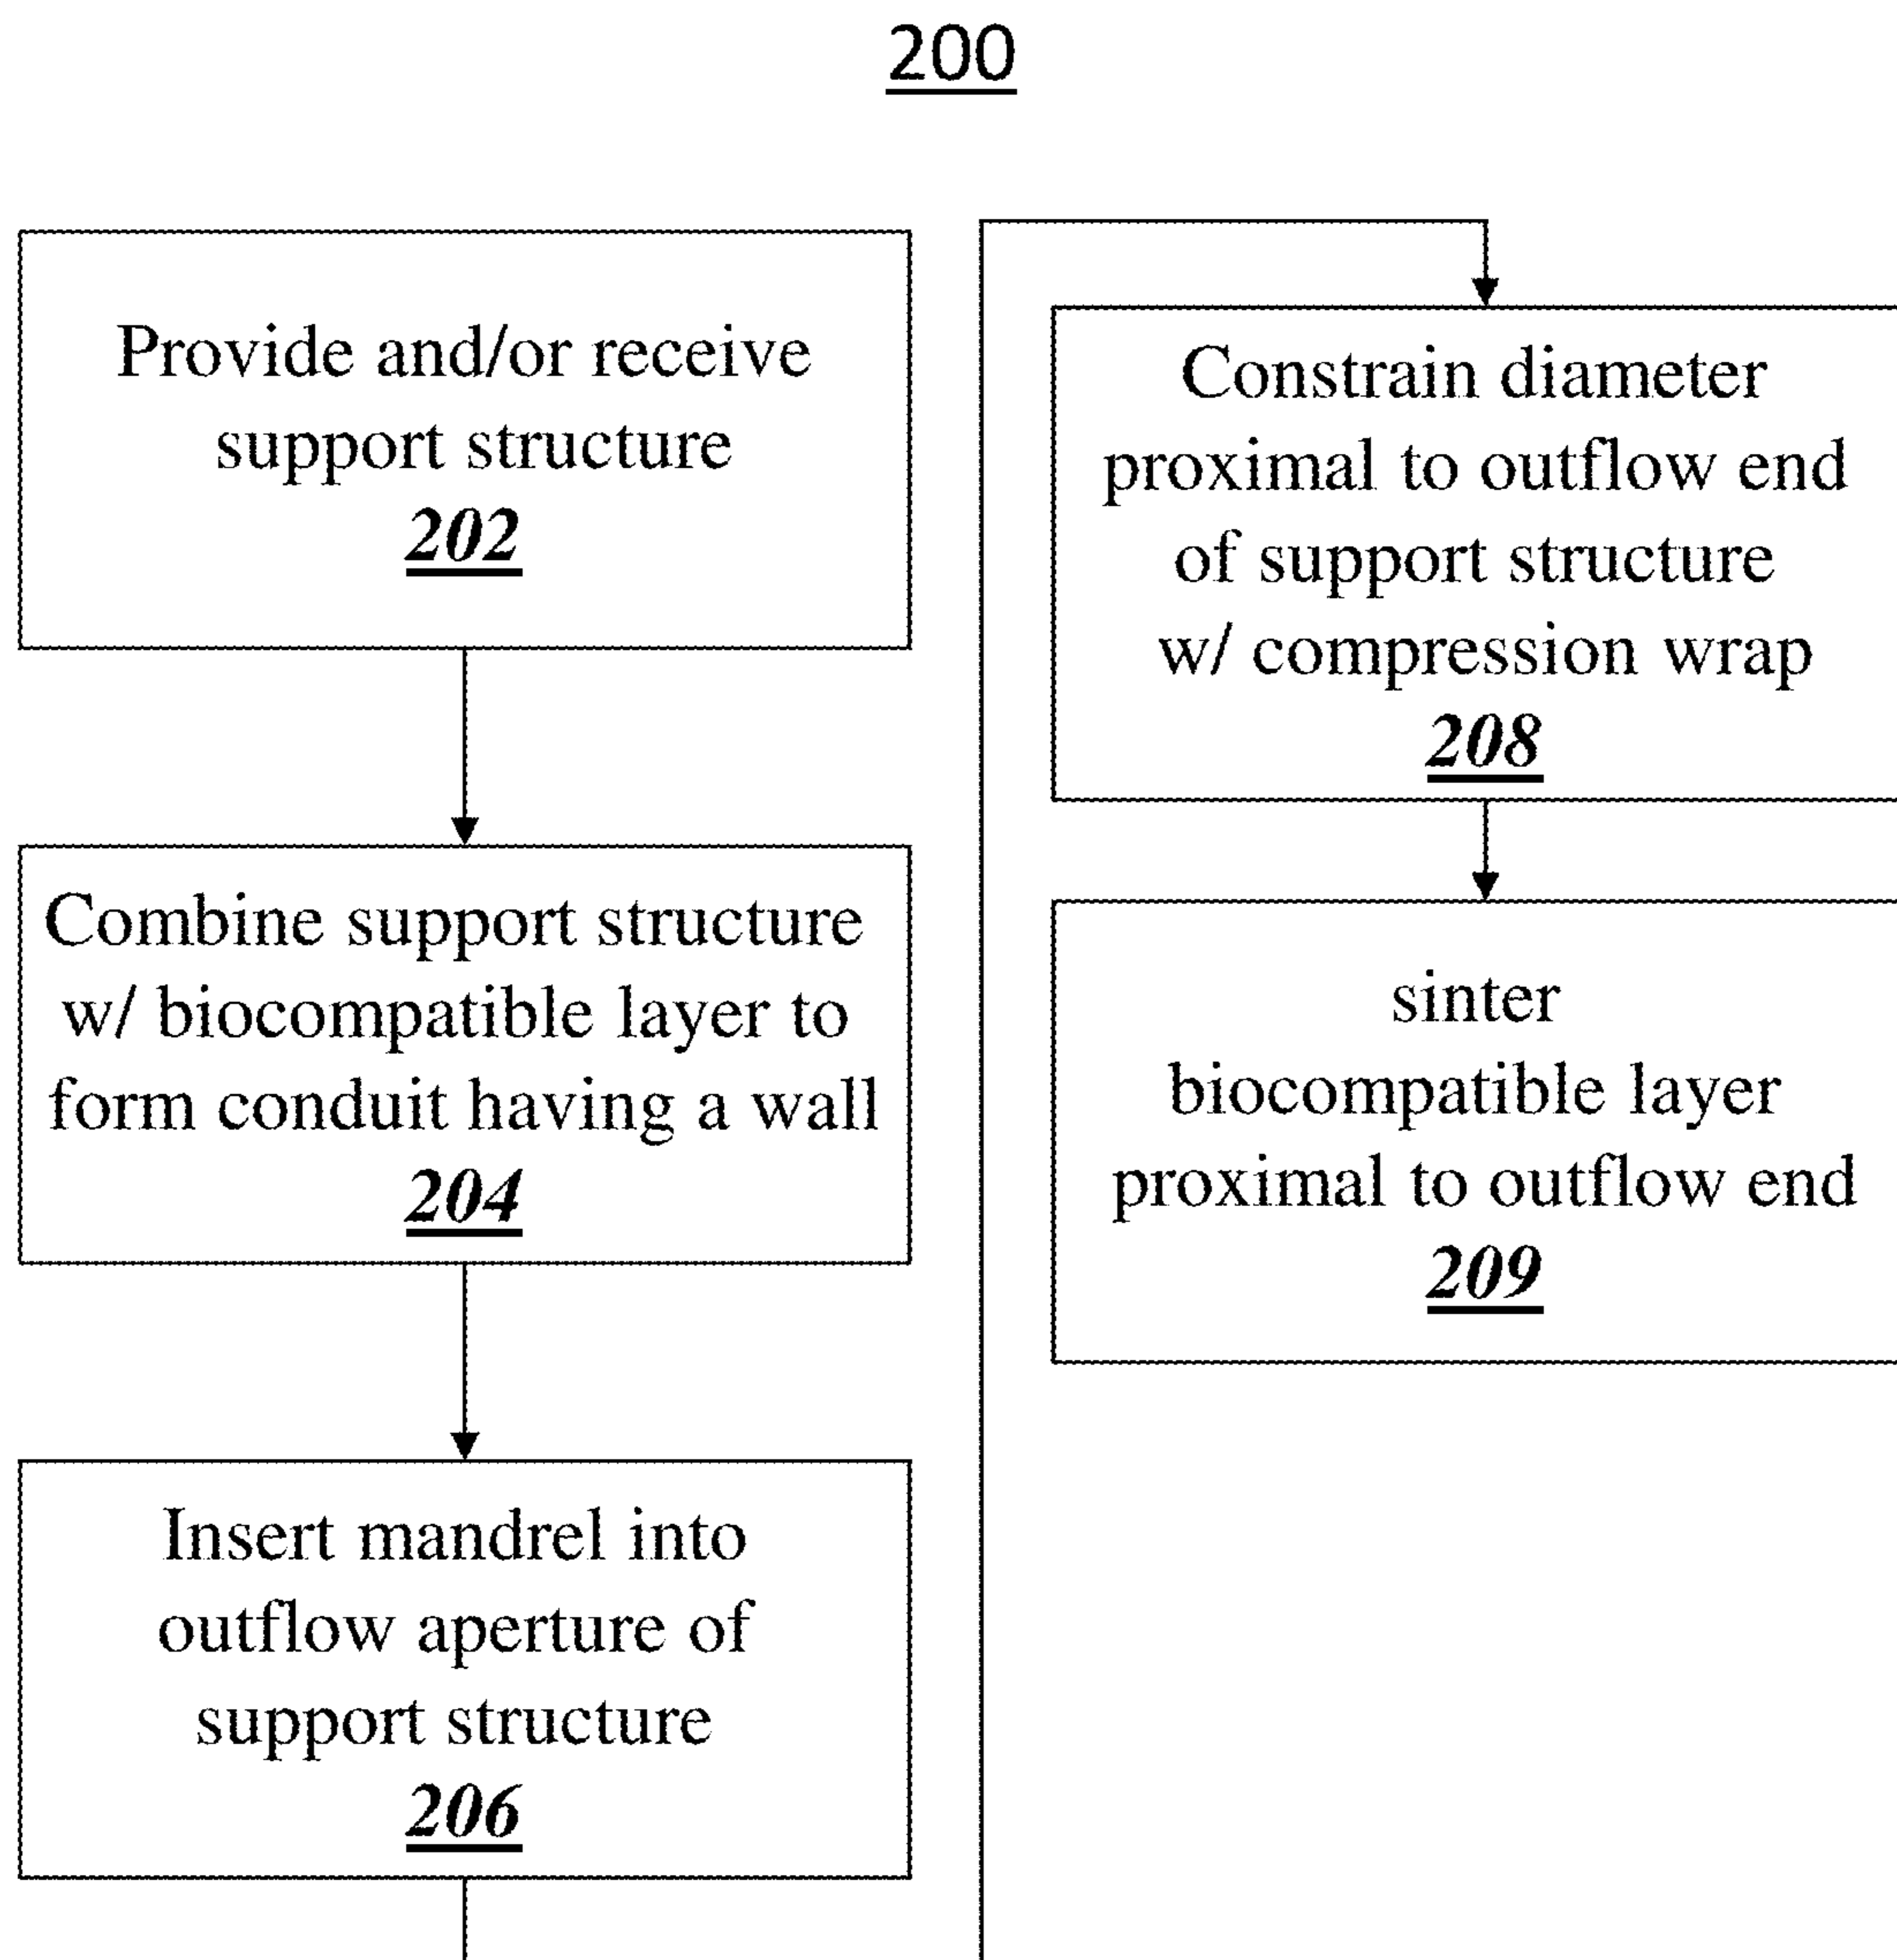 200
Provide and/or receive
support structure
202
Combine support structure
w/ biocompatible layer to
form conduit having a wall
204
Insert mandrel into
outflow aperture of
support structure
206
Constrain diameter
proximal to outflow end
of support structure
w/ compression wrap
208
sinter
biocompatible layer
proximal to outflow end
209